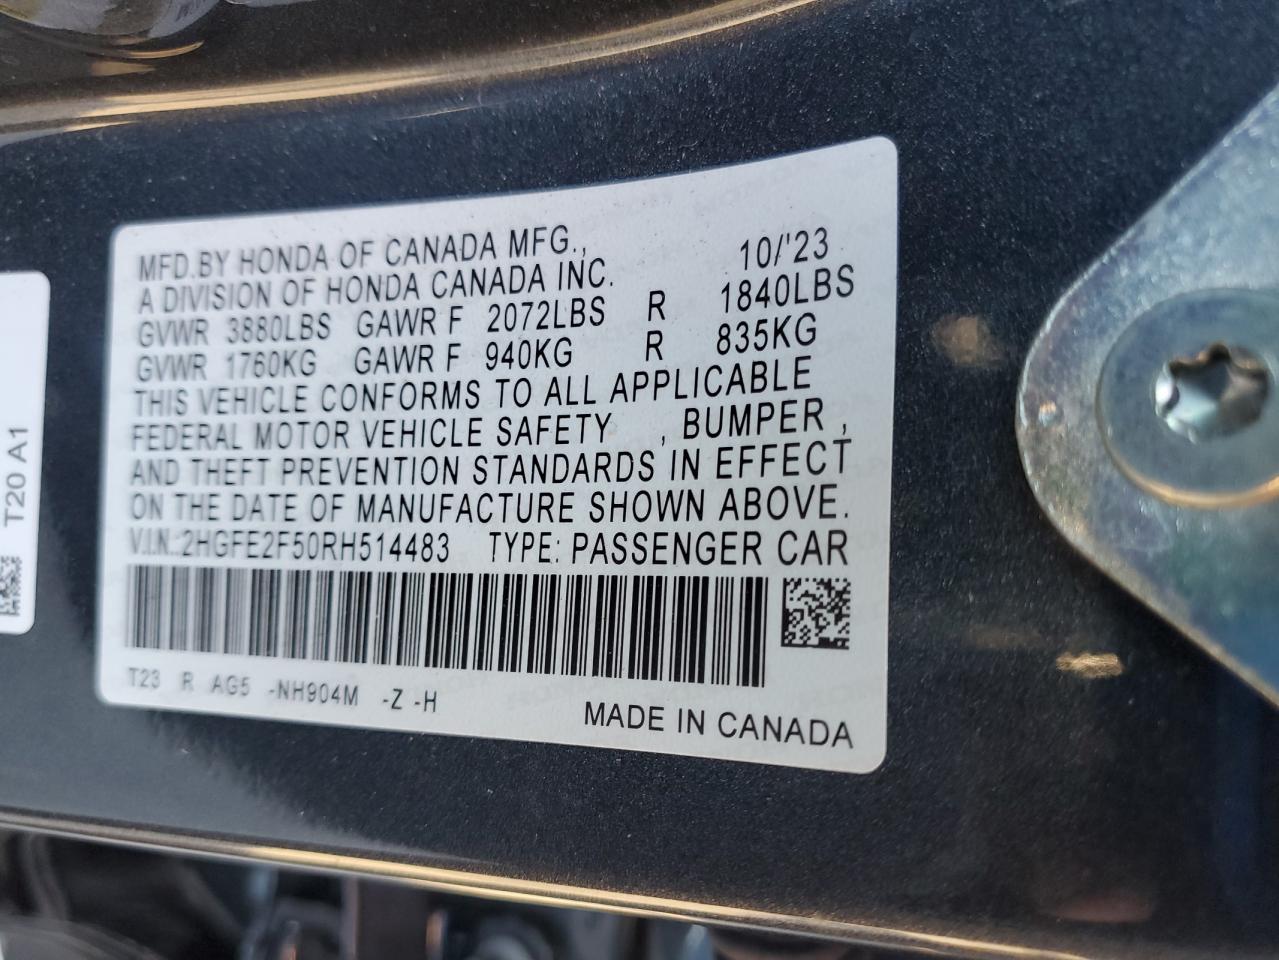 MFD.BY HONDA OF CANADA MFG., 10/'23
A DIVISION OF HONDA CANADA INC.
GVWR 3880LBS GAWR F 2072LBS R 1840LBS
GVWR 1760KG GAWR F 940KG R 835KG
THIS VEHICLE CONFORMS TO ALL APPLICABLE
FEDERAL MOTOR VEHICLE SAFETY , BUMPER ,
AND THEFT PREVENTION STANDARDS IN EFFECT
ON THE DATE OF MANUFACTURE SHOWN ABOVE.
V.I.N.:2HGFE2F50RH514483 TYPE: PASSENGER CAR
T23 R AG5 -NH904M -Z -H
MADE IN CANADA
T20 A1